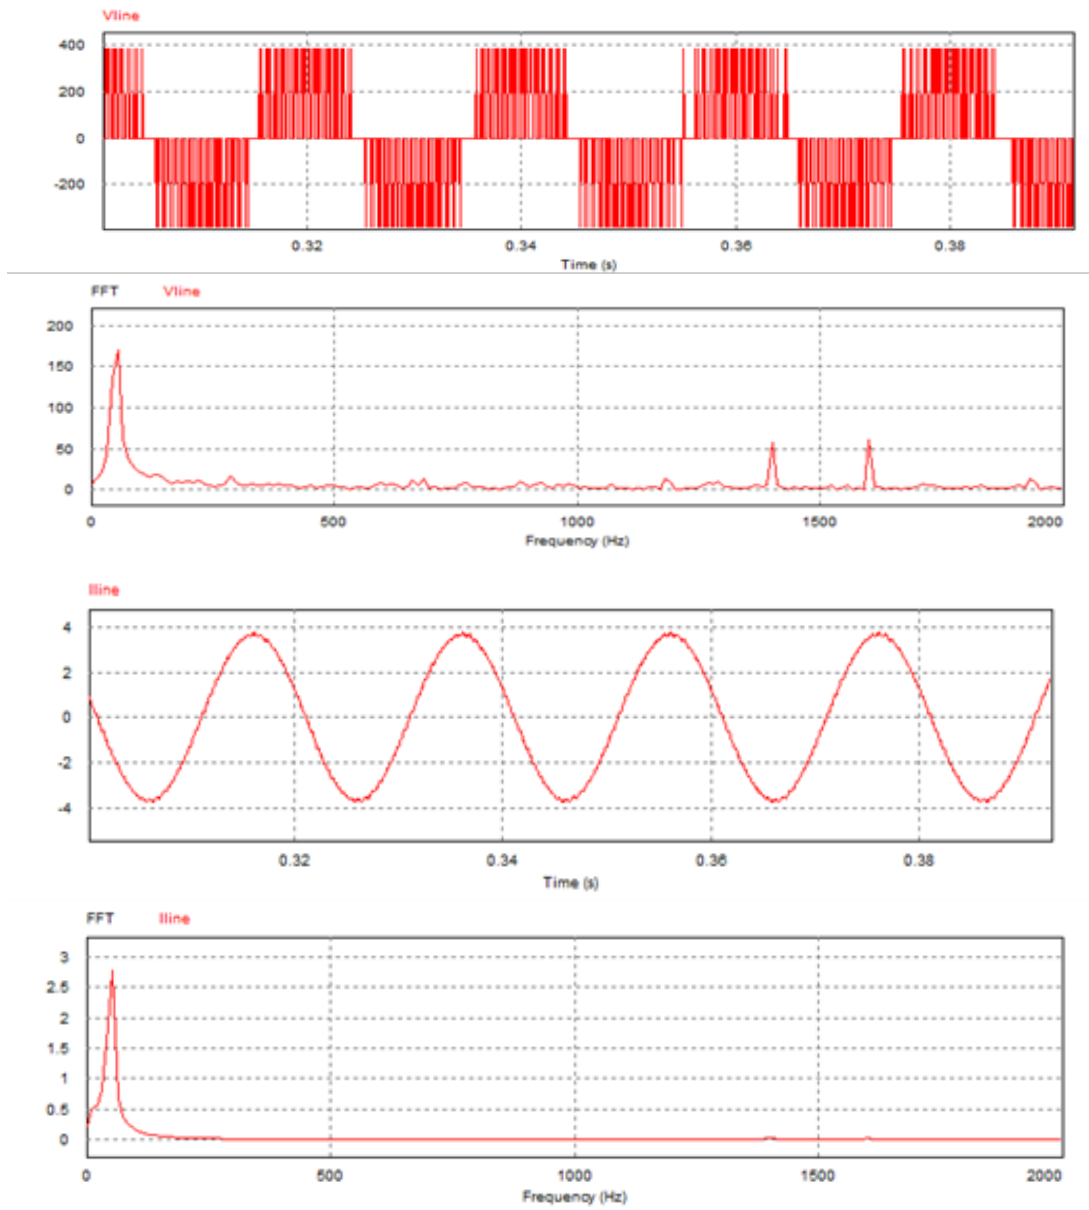 Vline
400
200
0
-200
0.32 0.34 0.36 0.38
Time (s)
FFT Vline
200
150
100
50
0
0 500 1000 1500 2000
Frequency (Hz)
Iline
4
2
0
-2
-4
0.32 0.34 0.36 0.38
Time (s)
FFT Iline
3
2.5
2
1.5
1
0.5
0
0 500 1000 1500 2000
Frequency (Hz)